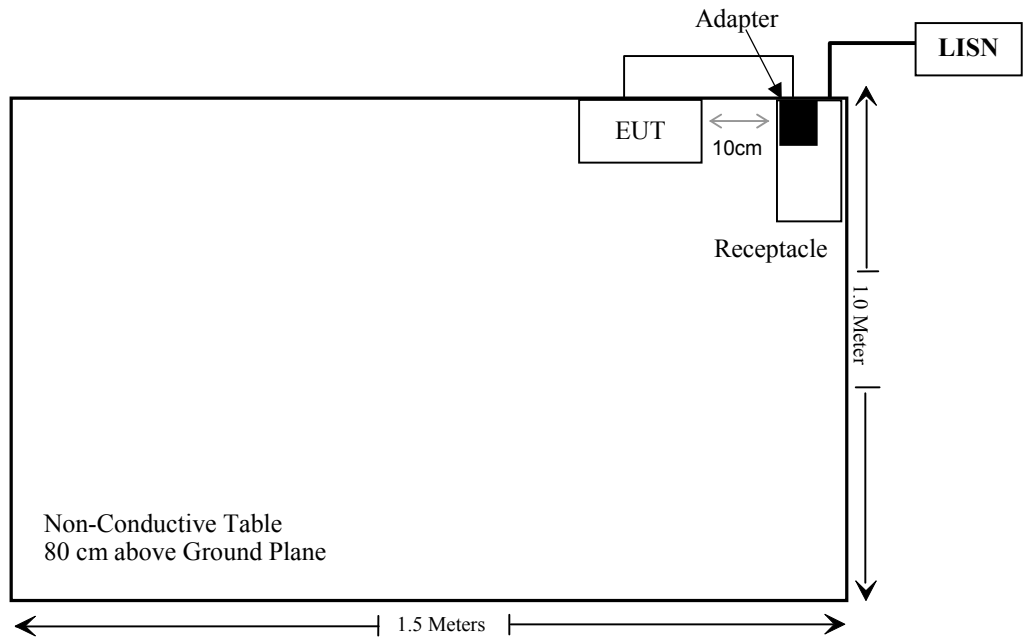 Adapter
LISN
EUT
10cm
Receptacle
1.0 Meter
Non-Conductive Table
80 cm above Ground Plane
1.5 Meters